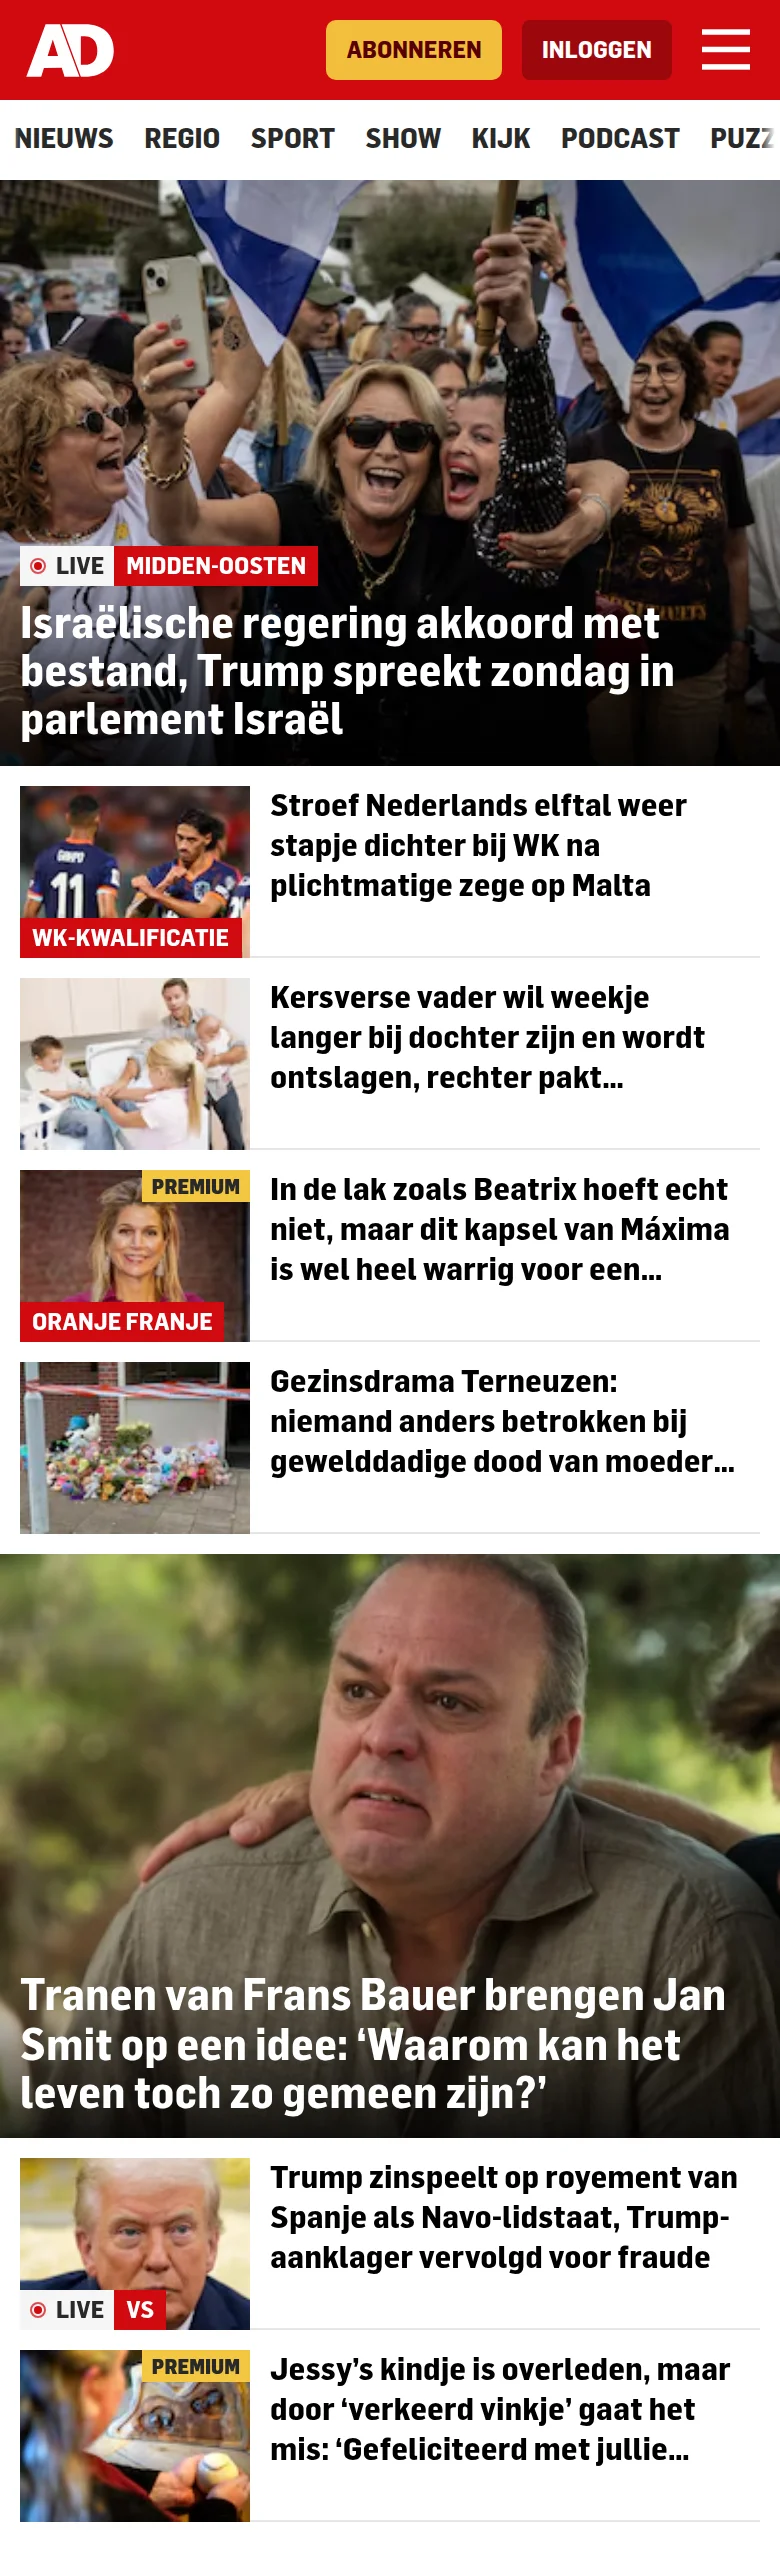 AD
ABONNEREN
INLOGGEN
NIEUWS REGIO SPORT SHOW KIJK PODCAST PUZZ
LIVE MIDDEN-OOSTEN
Israëlische regering akkoord met
bestand, Trump spreekt zondag in
parlement Israël
GAKPO
11
WK-KWALIFICATIE
Stroef Nederlands elftal weer
stapje dichter bij WK na
plichtmatige zege op Malta
Kersverse vader wil weekje
langer bij dochter zijn en wordt
ontslagen, rechter pakt...
PREMIUM
ORANJE FRANJE
In de lak zoals Beatrix hoeft echt
niet, maar dit kapsel van Máxima
is wel heel warrig voor een...
Gezinsdrama Terneuzen:
niemand anders betrokken bij
gewelddadige dood van moeder...
Tranen van Frans Bauer brengen Jan
Smit op een idee: ‘Waarom kan het
leven toch zo gemeen zijn?’
LIVE VS
Trump zinspeelt op royement van
Spanje als Navo-lidstaat, Trump-
aanklager vervolgd voor fraude
PREMIUM
Jessy’s kindje is overleden, maar
door ‘verkeerd vinkje’ gaat het
mis: ‘Gefeliciteerd met jullie...